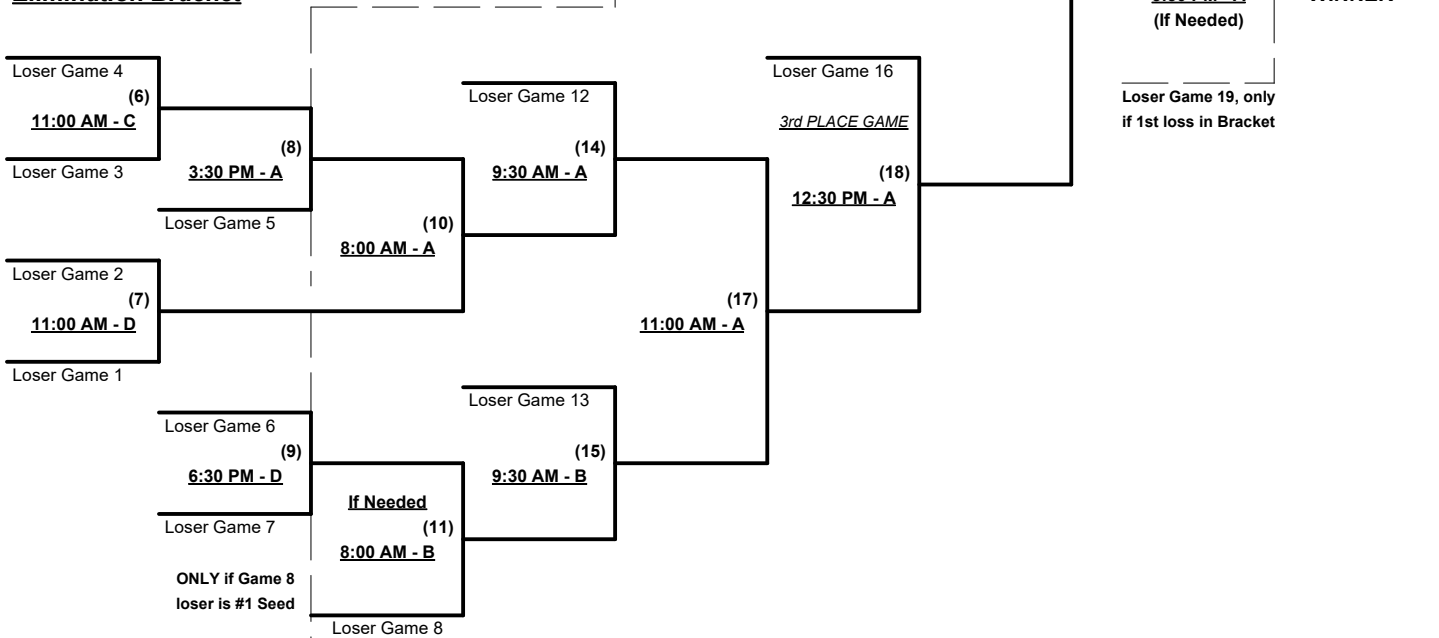 Elimination Bracket
(If Needed)
Loser Game 4
(6)
11:00 AM - C
Loser Game 3
(8)
3:30 PM - A
Loser Game 5
Loser Game 2
(7)
11:00 AM - D
Loser Game 1
Loser Game 6
(9)
6:30 PM - D
Loser Game 7
ONLY if Game 8
loser is #1 Seed
(10)
8:00 AM - A
If Needed
(11)
8:00 AM - B
Loser Game 8
Loser Game 12
(14)
9:30 AM - A
Loser Game 13
(15)
9:30 AM - B
(17)
11:00 AM - A
Loser Game 16
3rd PLACE GAME
(18)
12:30 PM - A
WINNER
Loser Game 19, only
if 1st loss in Bracket